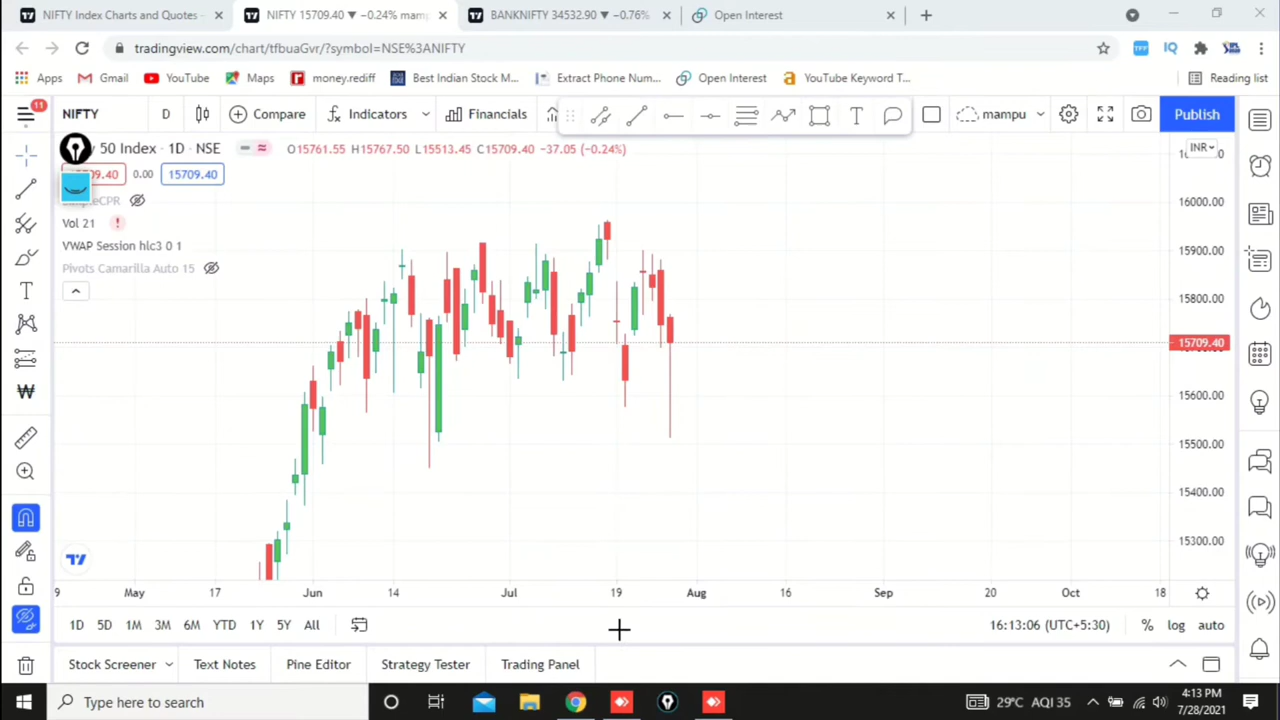 NIFTY Index Charts and Quotes
NIFTY 15709.40 ▼ −0.24% mamp
BANKNIFTY 34532.90 ▼ −0.76%
Open Interest
tradingview.com/chart/tfbuaGvr/?symbol=NSE%3ANIFTY
Apps
Gmail
YouTube
Maps
money.rediff
Best Indian Stock M...
Extract Phone Num...
Open Interest
YouTube Keyword T...
Reading list
11
NIFTY
D
Compare
Indicators
Financials
mampu
Publish
50 Index · 1D · NSE
O15761.55 H15767.50 L15513.45 C15709.40 −37.05 (−0.24%)
INR
09.40
0.00
15709.40
CPR
Vol 21
VWAP Session hlc3 0 1
Pivots Camarilla Auto 15
16000.00
15900.00
15800.00
15709.40
15600.00
15500.00
15400.00
15300.00
9
May
17
Jun
14
Jul
19
Aug
16
Sep
20
Oct
18
1D 5D 1M 3M 6M YTD 1Y 5Y All
16:13:06 (UTC+5:30)
% log auto
Stock Screener
Text Notes
Pine Editor
Strategy Tester
Trading Panel
Type here to search
29°C AQI 35
4:13 PM
7/28/2021